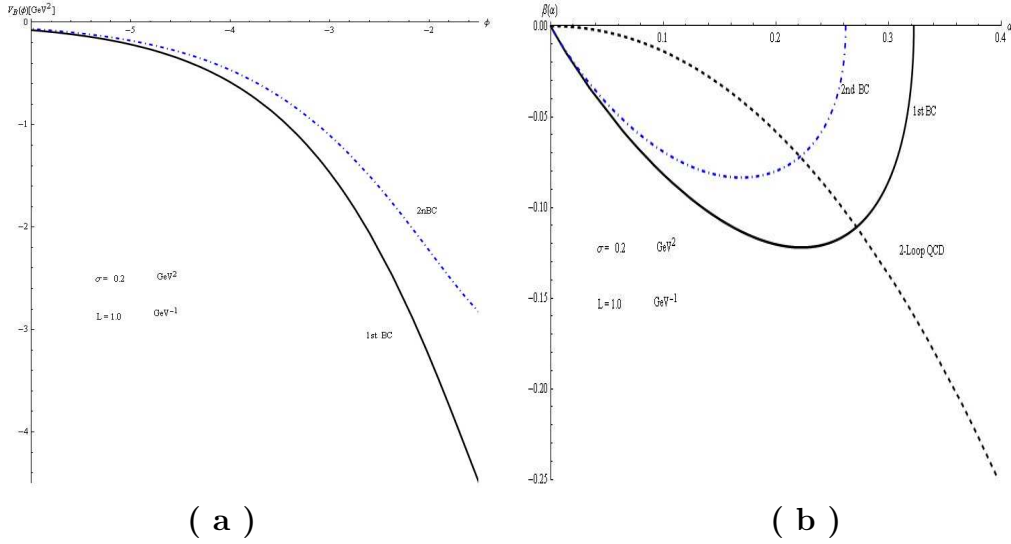 V_B(ϕ)[GeV²]
0
-5
-4
-3
-2
ϕ
-1
-2
-3
-4
2nBC
1st BC
σ = 0.2 GeV²
L = 1.0 GeV⁻¹
( a )
β(α)
0.00
0.1
0.2
0.3
0.4
α
-0.05
-0.10
-0.15
-0.20
-0.25
2nd BC
1st BC
2-Loop QCD
σ = 0.2 GeV²
L = 1.0 GeV⁻¹
( b )